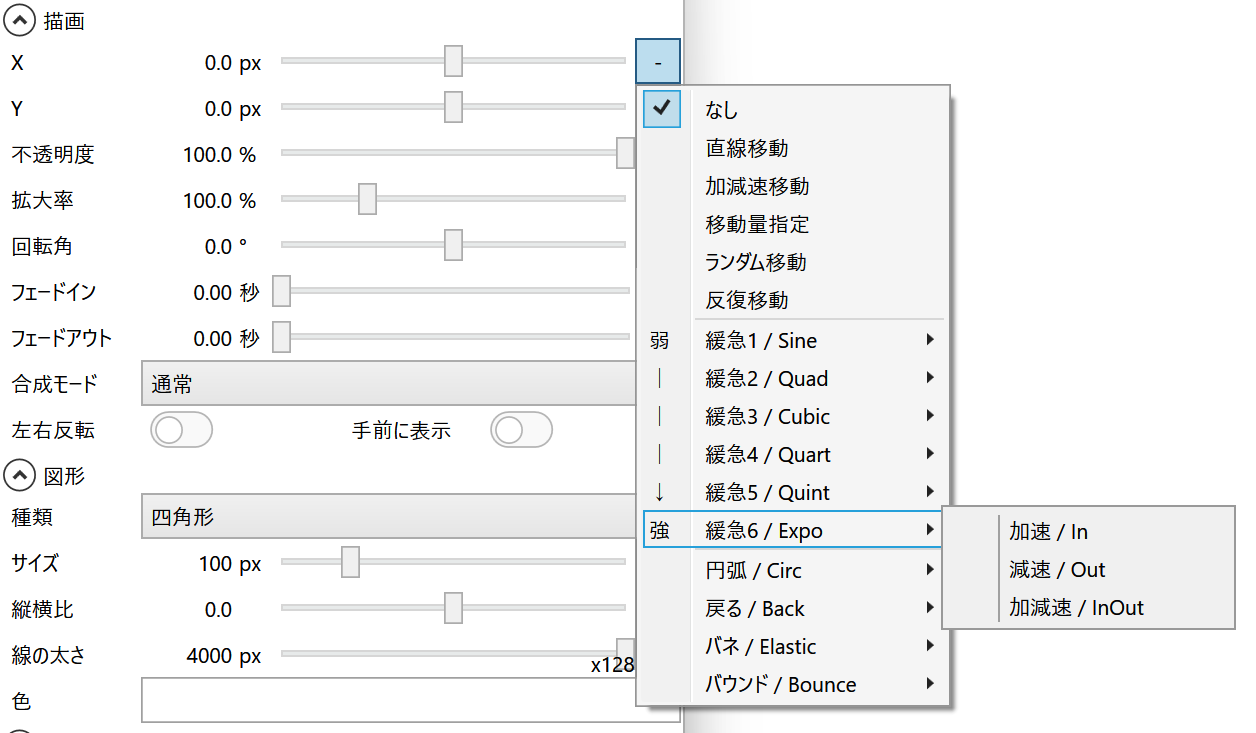 描画
X 0.0 px -
Y 0.0 px
不透明度 100.0 %
拡大率 100.0 %
回転角 0.0 °
フェードイン 0.00 秒
フェードアウト 0.00 秒
合成モード 通常
左右反転 手前に表示
図形
種類 四角形
サイズ 100 px
縦横比 0.0
線の太さ 4000 px x128
色
なし
直線移動
加減速移動
移動量指定
ランダム移動
反復移動
弱 緩急1 / Sine
｜ 緩急2 / Quad
｜ 緩急3 / Cubic
｜ 緩急4 / Quart
↓ 緩急5 / Quint
強 緩急6 / Expo
円弧 / Circ
戻る / Back
バネ / Elastic
バウンド / Bounce
加速 / In
減速 / Out
加減速 / InOut